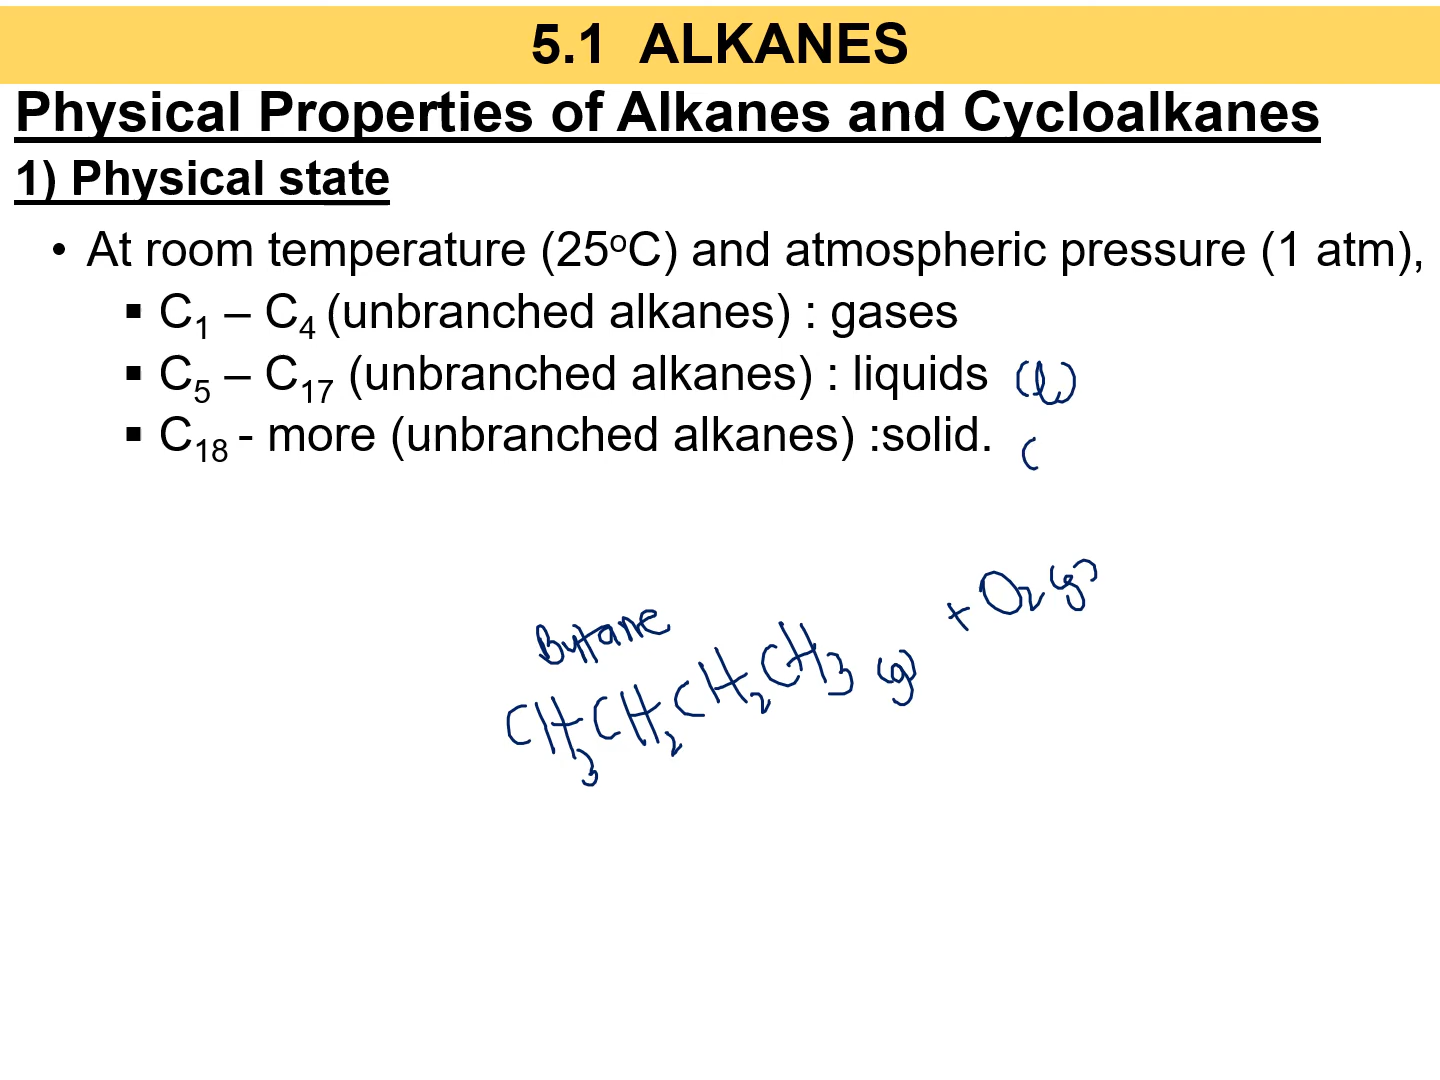 5.1 ALKANES
Physical Properties of Alkanes and Cycloalkanes
1) Physical state
• At room temperature (25°C) and atmospheric pressure (1 atm),
▪ C₁ – C₄ (unbranched alkanes) : gases
▪ C₅ – C₁₇ (unbranched alkanes) : liquids (l)
▪ C₁₈ - more (unbranched alkanes) :solid. (
Butane
CH₃CH₂CH₂CH₃ (g) + O₂ (g)